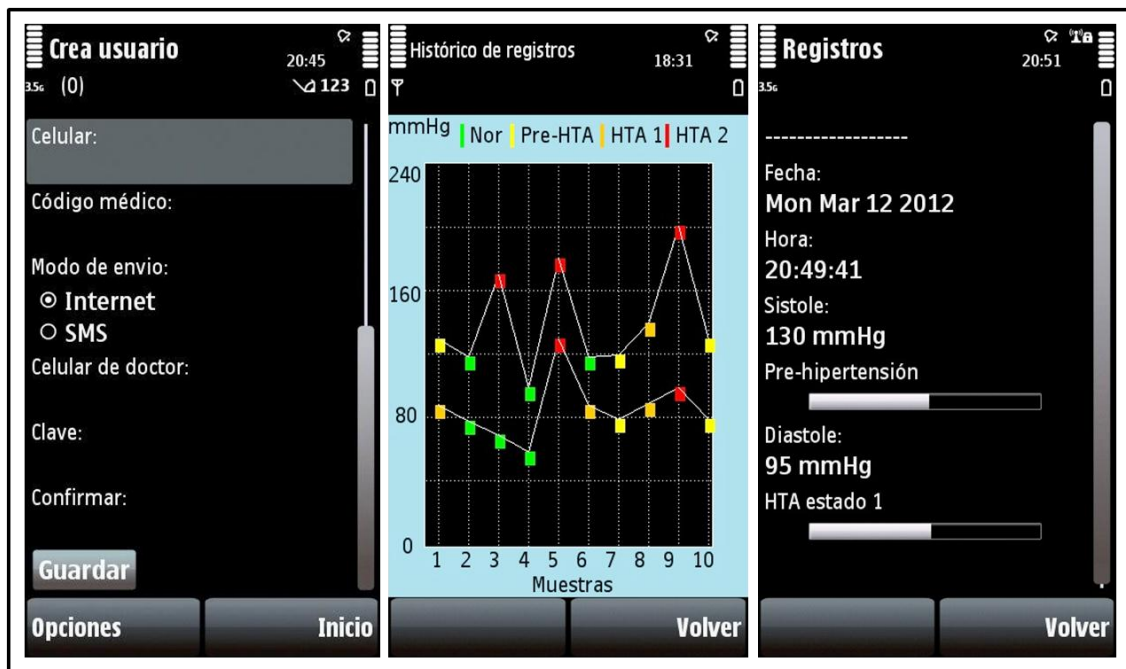 Crea usuario
20:45
3.5G (0) 123
Celular:
Código médico:
Modo de envio:
Internet
SMS
Celular de doctor:
Clave:
Confirmar:
Guardar
Opciones Inicio
Histórico de registros
18:31
mmHg Nor Pre-HTA HTA 1 HTA 2
240
160
80
0
1 2 3 4 5 6 7 8 9 10
Muestras
Volver
Registros
20:51
3.5G
------------------
Fecha:
Mon Mar 12 2012
Hora:
20:49:41
Sistole:
130 mmHg
Pre-hipertensión
Diastole:
95 mmHg
HTA estado 1
Volver